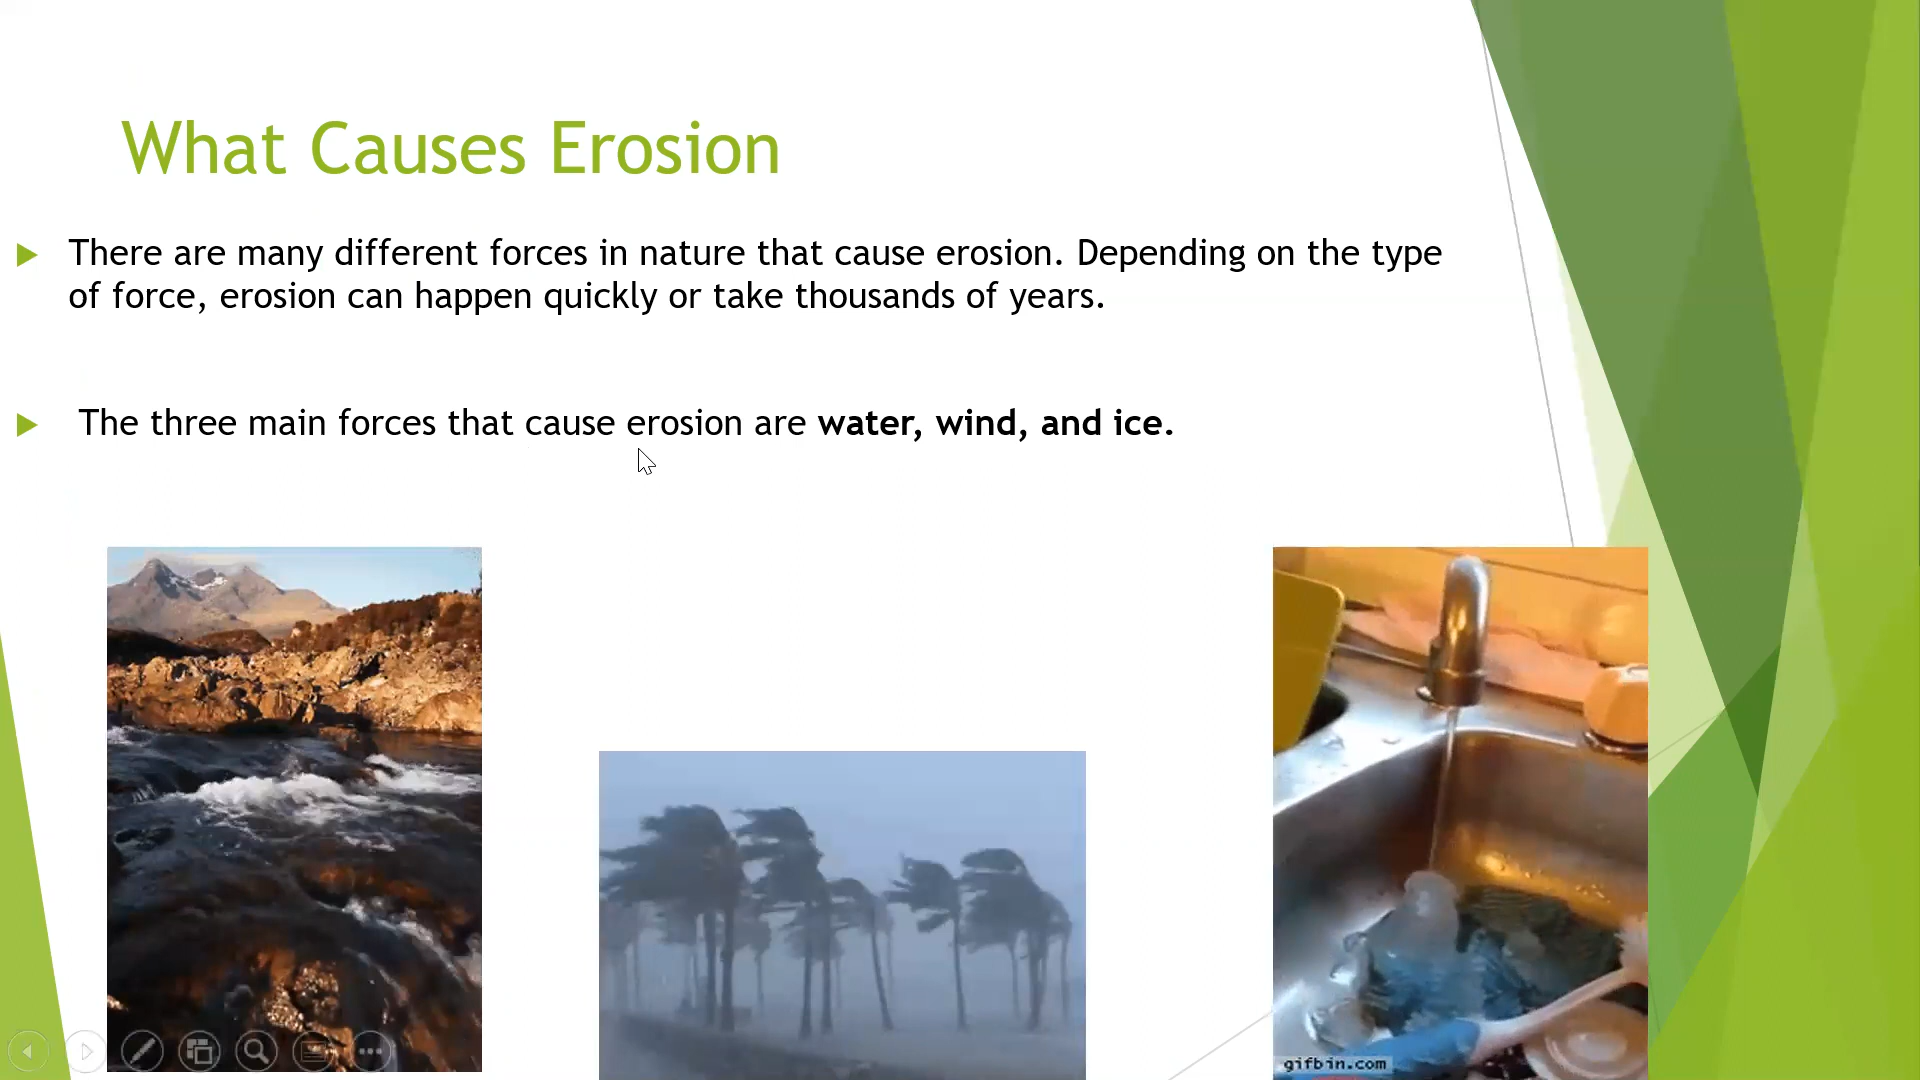 What Causes Erosion
There are many different forces in nature that cause erosion. Depending on the type
of force, erosion can happen quickly or take thousands of years.
The three main forces that cause erosion are water, wind, and ice.
gifbin.com